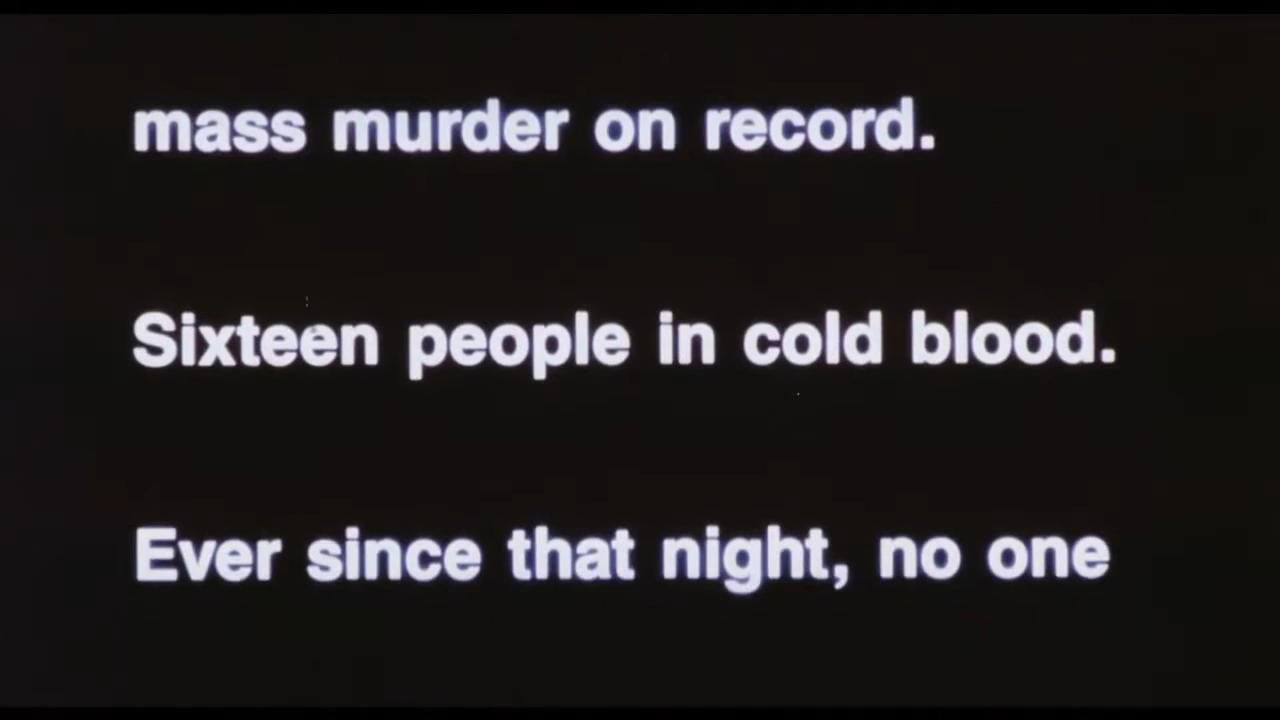 mass murder on record.
Sixteen people in cold blood.
Ever since that night, no one